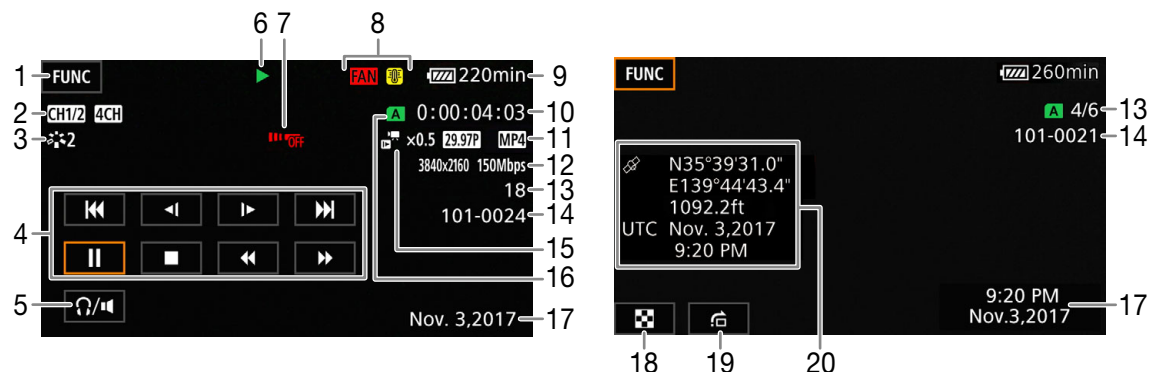 6 7 8
1 FUNC FAN 220min 9
2 CH1/2 4CH A 0:00:04:03 10
3 2 OFF ×0.5 29.97P MP4 11
3840x2160 150Mbps 12
18 13
4 101-0024 14
15
16
5 Nov. 3,2017 17
FUNC 260min
A 4/6 13
101-0021 14
N35°39'31.0"
E139°44'43.4"
1092.2ft
UTC Nov. 3,2017
9:20 PM
9:20 PM
Nov.3,2017 17
18 19 20